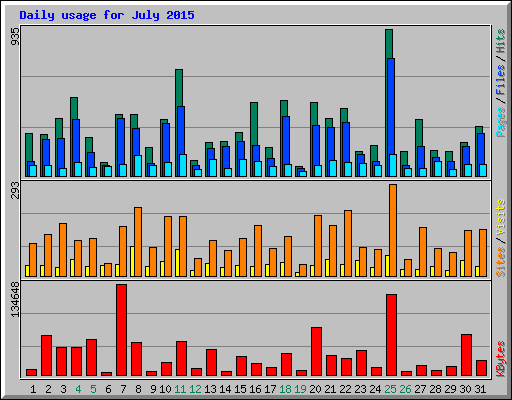 Daily usage for July 2015
935
Pages / Files / Hits
293
Sites / Visits
134648
KBytes
1 2 3 4 5 6 7 8 9 10 11 12 13 14 15 16 17 18 19 20 21 22 23 24 25 26 27 28 29 30 31